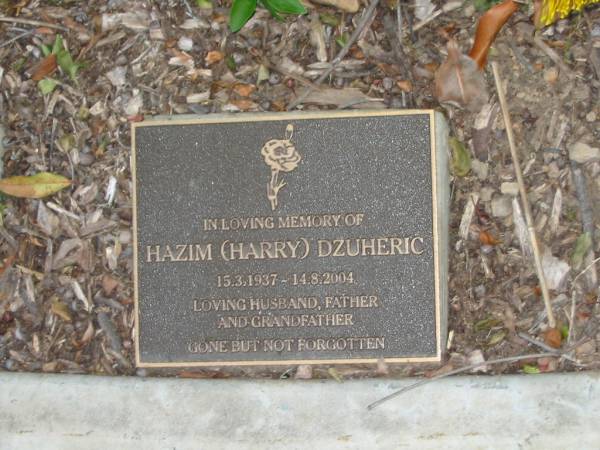 IN LOVING MEMORY OF
HAZIM (HARRY) DZUHERIC
15.3.1937 - 14.8.2004
LOVING HUSBAND, FATHER
AND GRANDFATHER
GONE BUT NOT FORGOTTEN